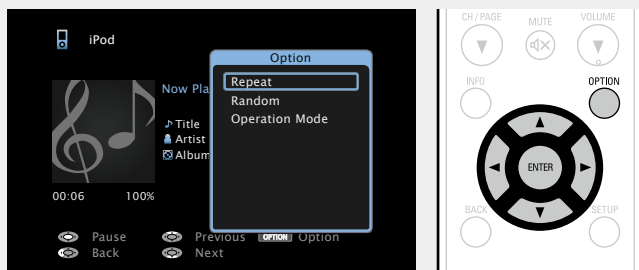 iPod
Option
Now Pla
Repeat
Random
Operation Mode
Title
Artist
Album
00:06 100%
Pause Previous OPTION Option
Back Next
CH / PAGE MUTE VOLUME
INFO OPTION
ENTER
BACK SETUP